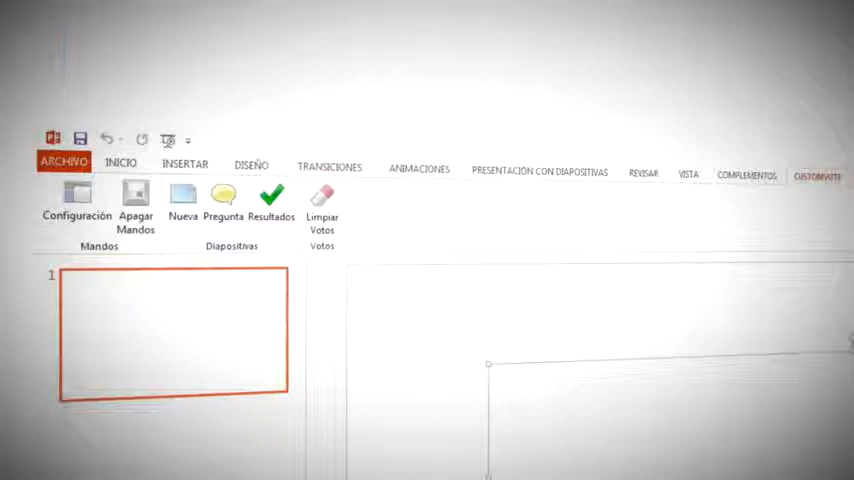 ARCHIVO INICIO INSERTAR DISEÑO TRANSICIONES ANIMACIONES PRESENTACIÓN CON DIAPOSITIVAS REVISAR VISTA COMPLEMENTOS CUSTOMVOTE
Configuración Apagar Mandos Nueva Pregunta Resultados Limpiar Votos
Mandos Diapositivas Votos
1